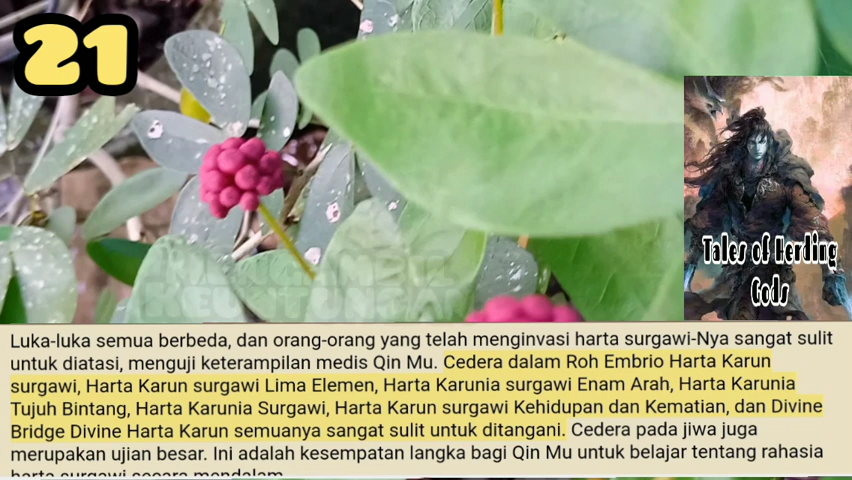 21
Tales of Herding
Gods
Luka-luka semua berbeda, dan orang-orang yang telah menginvasi harta surgawi-Nya sangat sulit
untuk diatasi, menguji keterampilan medis Qin Mu. Cedera dalam Roh Embrio Harta Karun
surgawi, Harta Karun surgawi Lima Elemen, Harta Karunia surgawi Enam Arah, Harta Karunia
Tujuh Bintang, Harta Karunia Surgawi, Harta Karun surgawi Kehidupan dan Kematian, dan Divine
Bridge Divine Harta Karun semuanya sangat sulit untuk ditangani. Cedera pada jiwa juga
merupakan ujian besar. Ini adalah kesempatan langka bagi Qin Mu untuk belajar tentang rahasia
harta surgawi secara mendalam